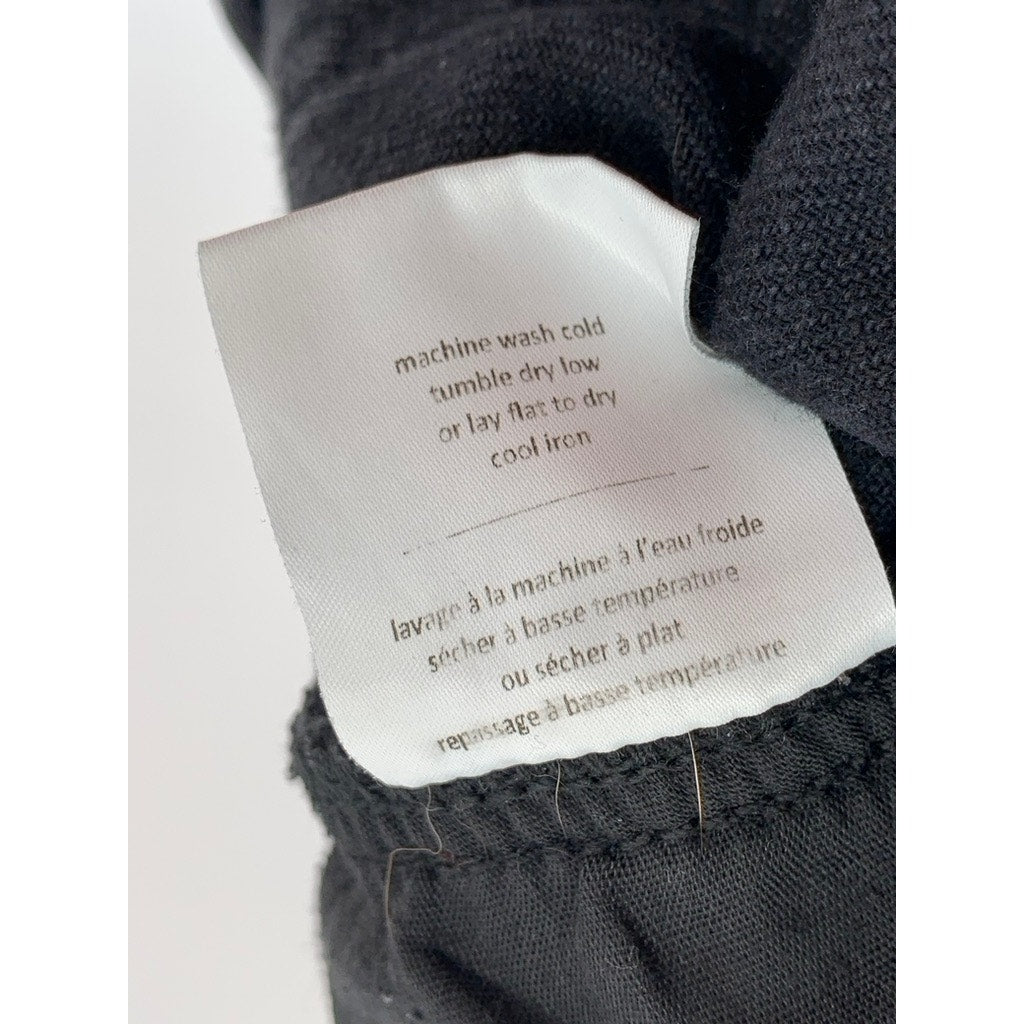 machine wash cold
tumble dry low
or lay flat to dry
cool iron
lavage à la machine à l'eau froide
sécher à basse température
ou sécher à plat
repassage à basse température